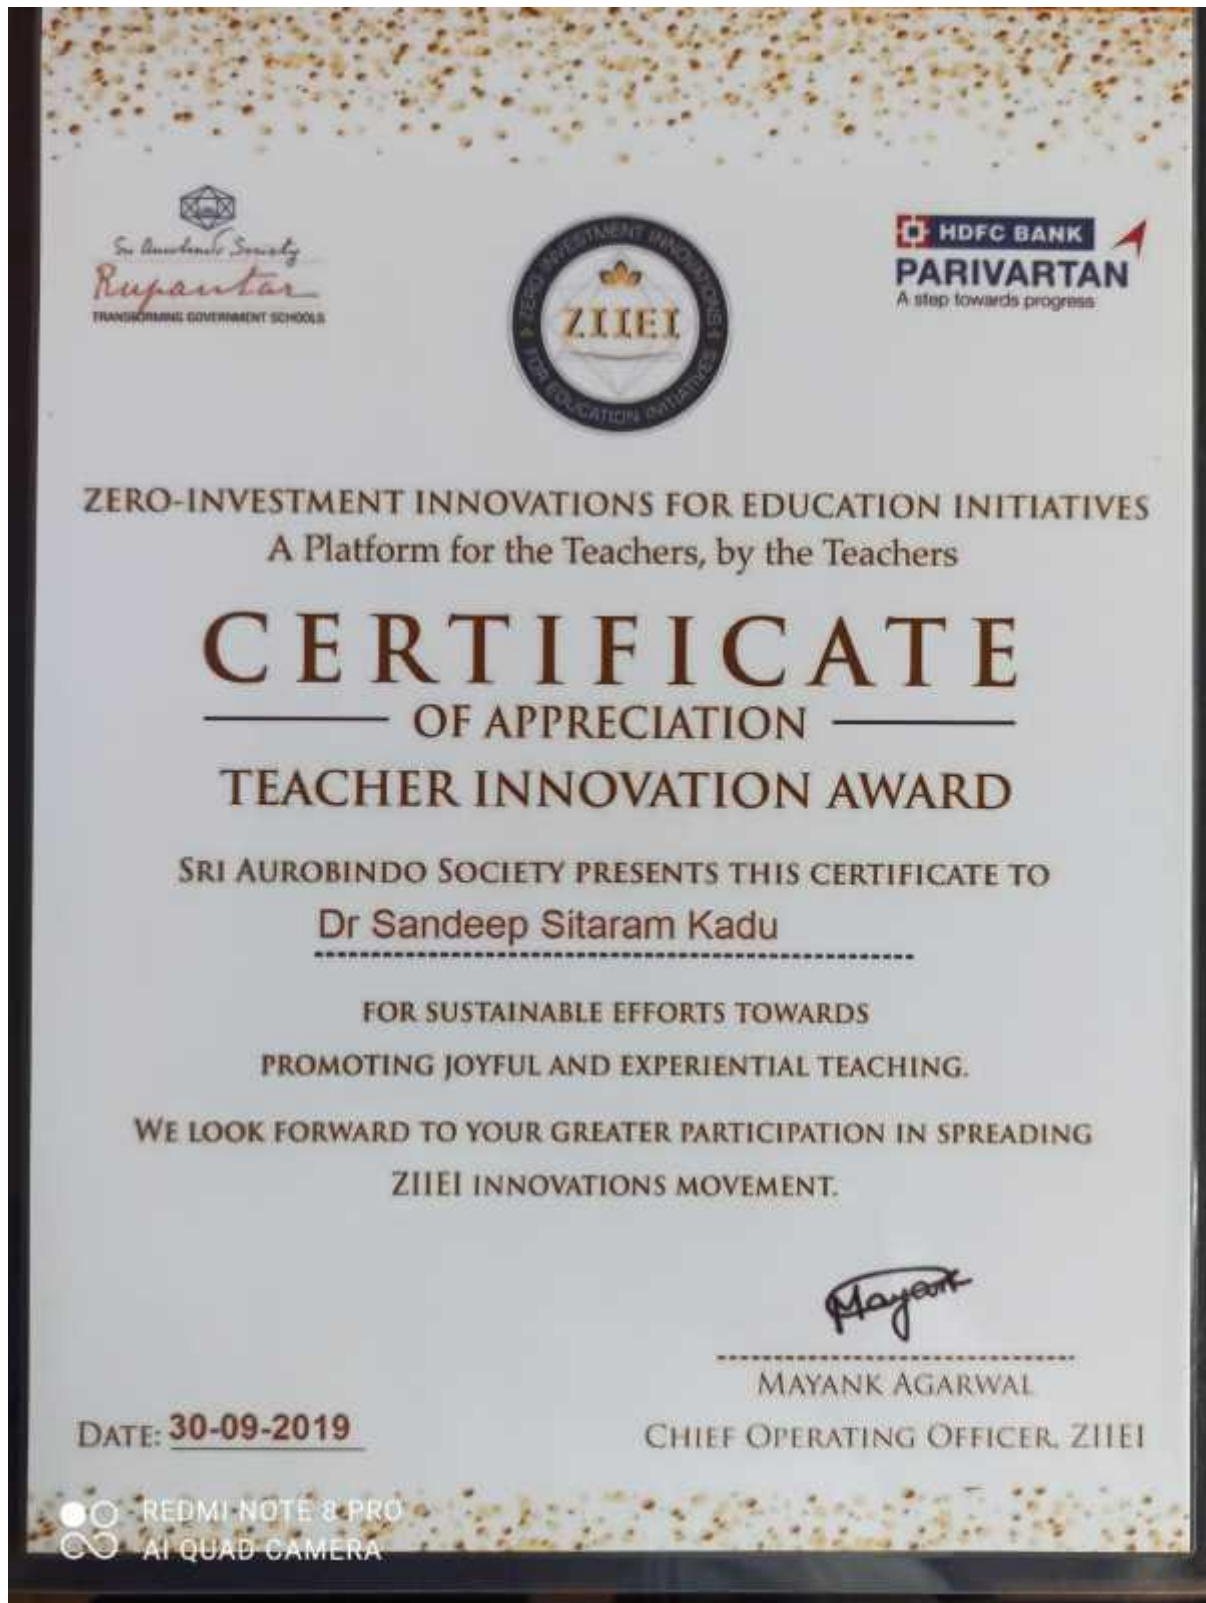 Sri Aurobindo Society
Rupantar
TRANSFORMING GOVERNMENT SCHOOLS
ZERO INVESTMENT INNOVATIONS
FOR EDUCATION INITIATIVES
ZIIEI
HDFC BANK
PARIVARTAN
A step towards progress
ZERO-INVESTMENT INNOVATIONS FOR EDUCATION INITIATIVES
A Platform for the Teachers, by the Teachers
CERTIFICATE
OF APPRECIATION
TEACHER INNOVATION AWARD
SRI AUROBINDO SOCIETY PRESENTS THIS CERTIFICATE TO
Dr Sandeep Sitaram Kadu
FOR SUSTAINABLE EFFORTS TOWARDS
PROMOTING JOYFUL AND EXPERIENTIAL TEACHING.
WE LOOK FORWARD TO YOUR GREATER PARTICIPATION IN SPREADING
ZIIEI INNOVATIONS MOVEMENT.
Mayank
MAYANK AGARWAL
DATE: 30-09-2019
CHIEF OPERATING OFFICER, ZIIEI
REDMI NOTE 8 PRO
AI QUAD CAMERA